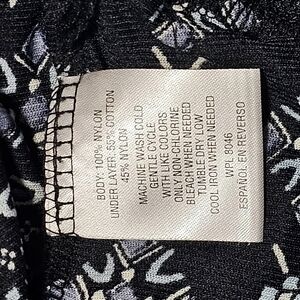 BODY: 100% NYLON
UNDER LAYER: 55% COTTON
45% NYLON
MACHINE WASH COLD
GENTLE CYCLE
WITH LIKE COLORS
ONLY NON-CHLORINE
BLEACH WHEN NEEDED
TUMBLE DRY LOW
COOL IRON WHEN NEEDED
WPL 8046
ESPANOL EN REVERSO